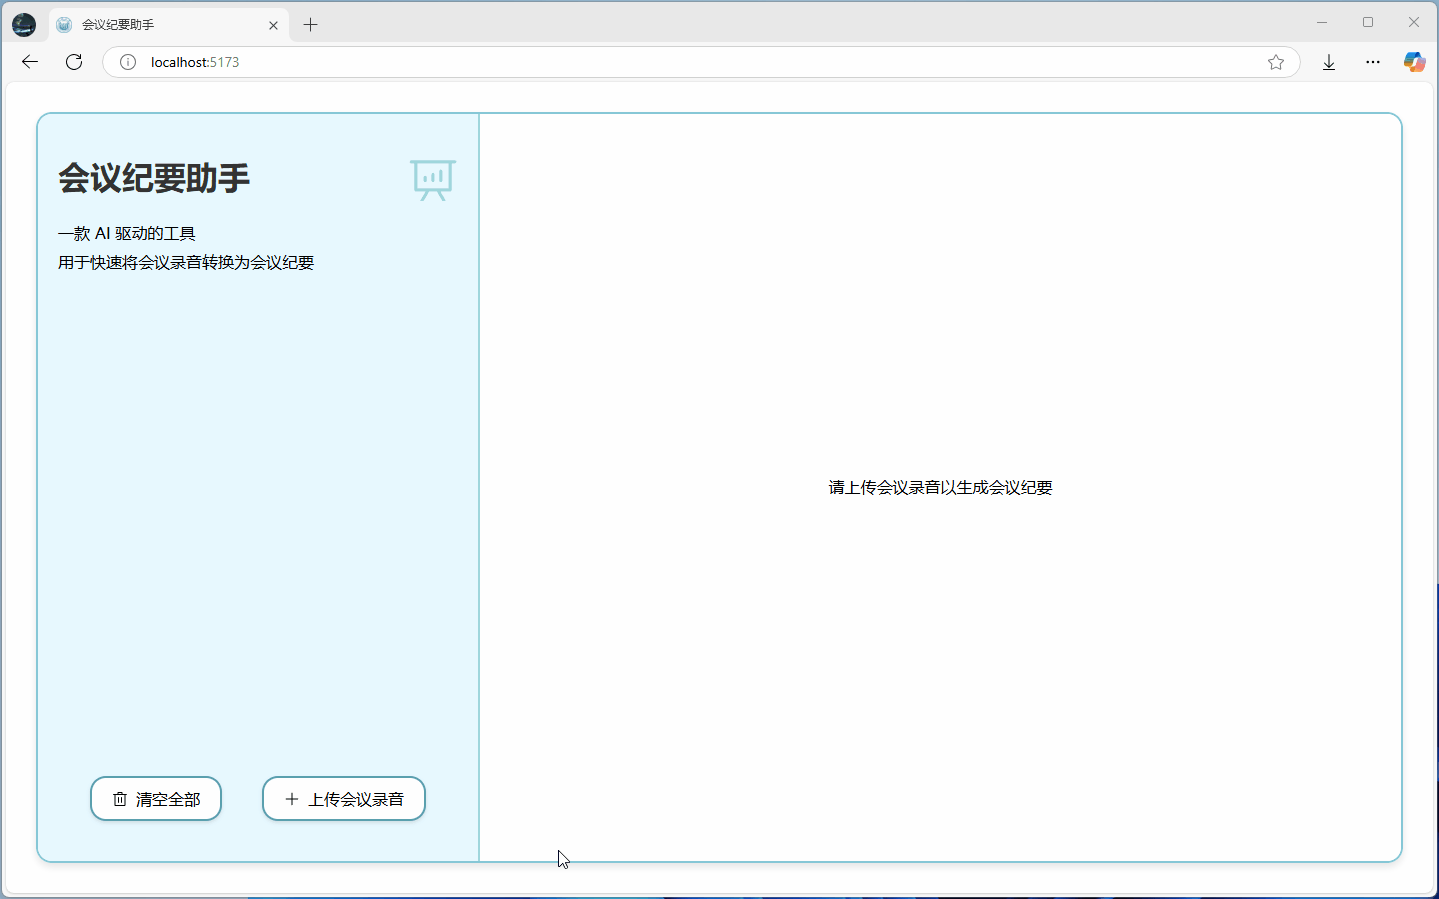 会议纪要助手
localhost:5173
会议纪要助手
一款 AI 驱动的工具
用于快速将会议录音转换为会议纪要
请上传会议录音以生成会议纪要
清空全部
上传会议录音